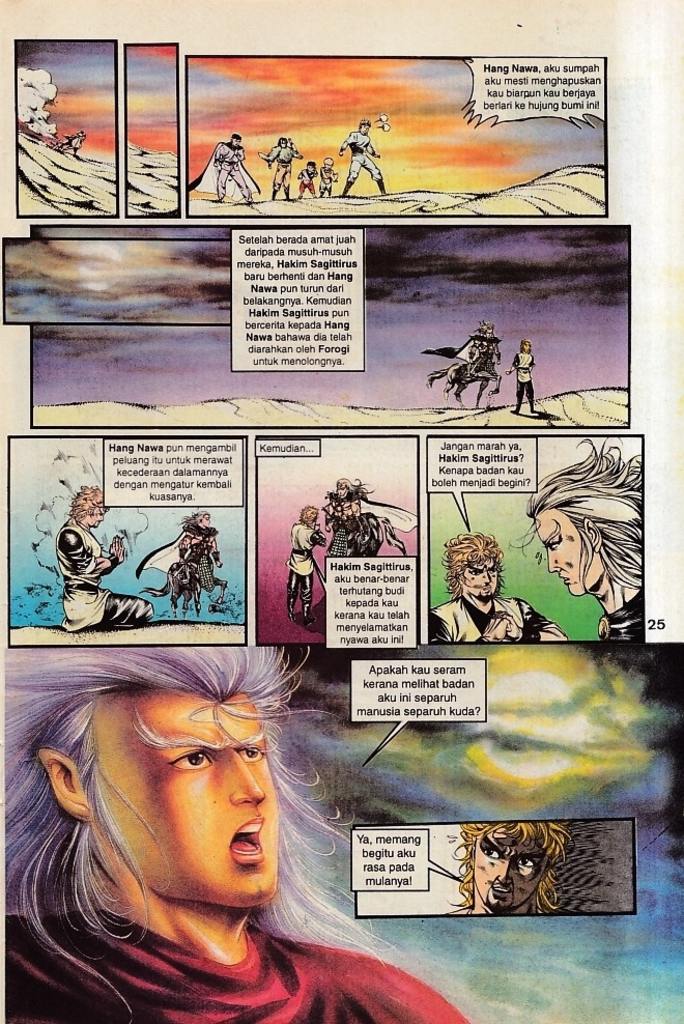 Hang Nawa, aku sumpah
aku mesti menghapuskan
kau biarpun kau berjaya
berlari ke hujung bumi ini!
Setelah berada amat jauh
daripada musuh-musuh
mereka, Hakim Sagittirus
baru berhenti dan Hang
Nawa pun turun dari
belakangnya. Kemudian
Hakim Sagittirus pun
bercerita kepada Hang
Nawa bahawa dia telah
diarahkan oleh Forogi
untuk menolongnya.
Hang Nawa pun mengambil
peluang itu untuk merawat
kecederaan dalamannya
dengan mengatur kembali
kuasanya.
Kemudian...
Hakim Sagittirus,
aku benar-benar
terhutang budi
kepada kau
kerana kau telah
menyelamatkan
nyawa aku ini!
Jangan marah ya,
Hakim Sagittirus?
Kenapa badan kau
boleh menjadi begini?
25
Apakah kau seram
kerana melihat badan
aku ini separuh
manusia separuh kuda?
Ya, memang
begitu aku
rasa pada
mulanya!